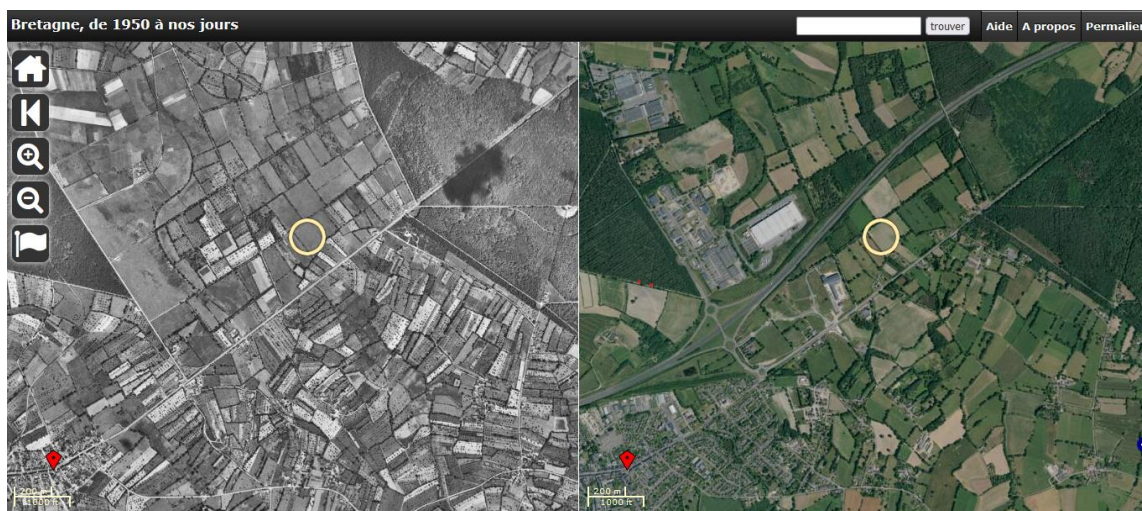 Bretagne, de 1950 à nos jours
trouver
Aide
A propos
Permalien
200 m
1000 ft
200 m
1000 ft